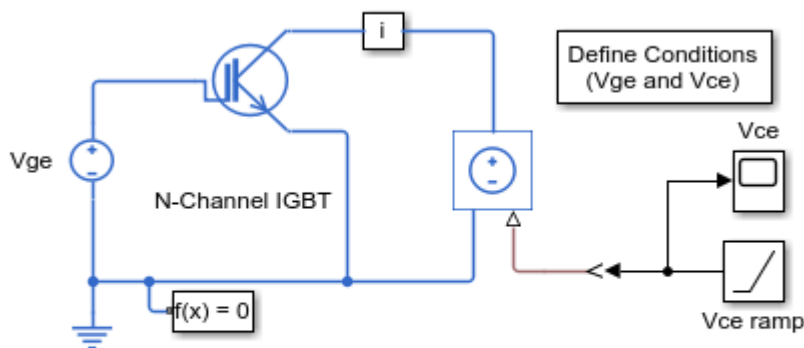 i
Define Conditions
(Vge and Vce)
Vce
Vge
N-Channel IGBT
f(x) = 0
Vce ramp